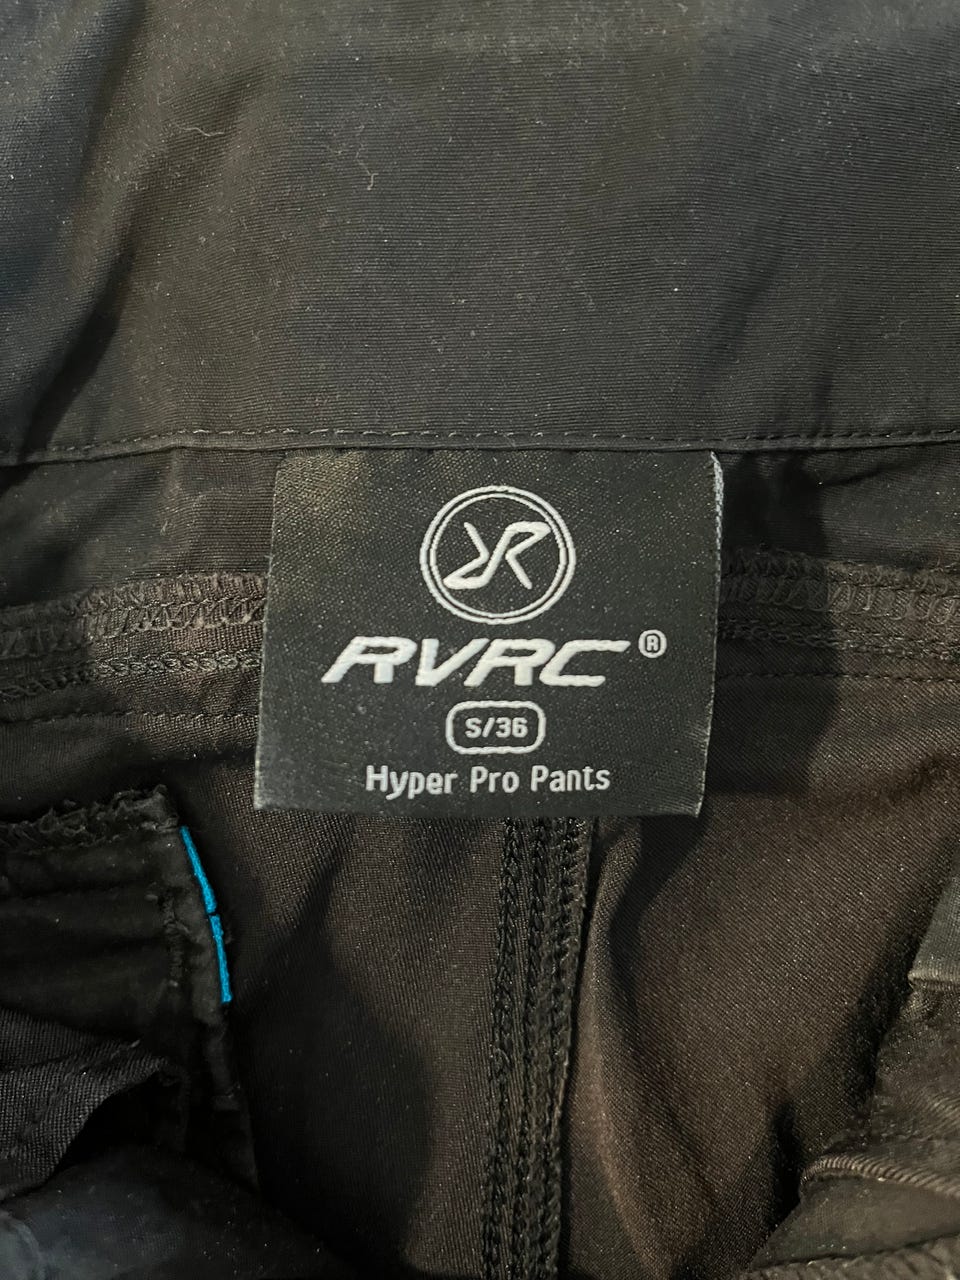 RVRC®
S/36
Hyper Pro Pants